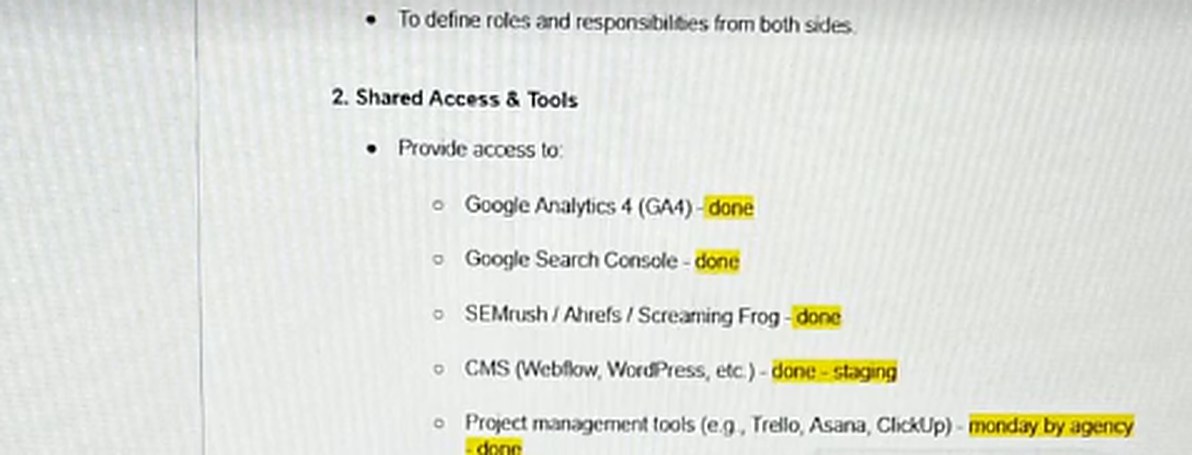 • To define roles and responsibilities from both sides.
2. Shared Access & Tools
• Provide access to:
○ Google Analytics 4 (GA4) - done
○ Google Search Console - done
○ SEMrush / Ahrefs / Screaming Frog - done
○ CMS (Webflow, WordPress, etc.) - done - staging
○ Project management tools (e.g., Trello, Asana, ClickUp) - monday by agency
- done